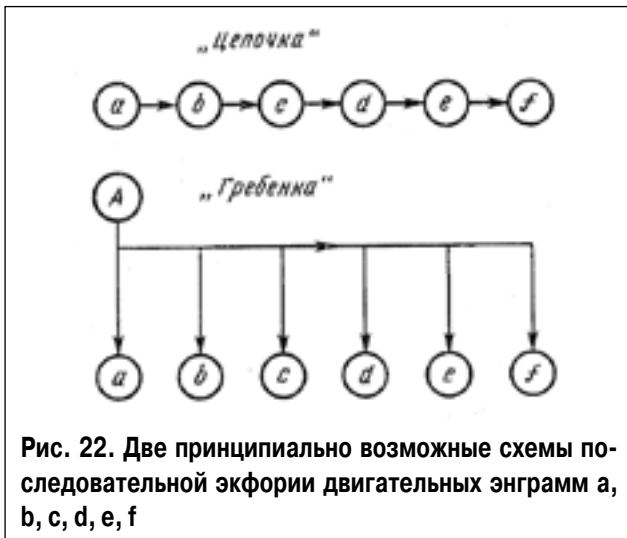 „Цепочка“
a b c d e f
A „Гребенка“
a b c d e f
Рис. 22. Две принципиально возможные схемы по-
следовательной экфории двигательных энграмм a,
b, c, d, e, f